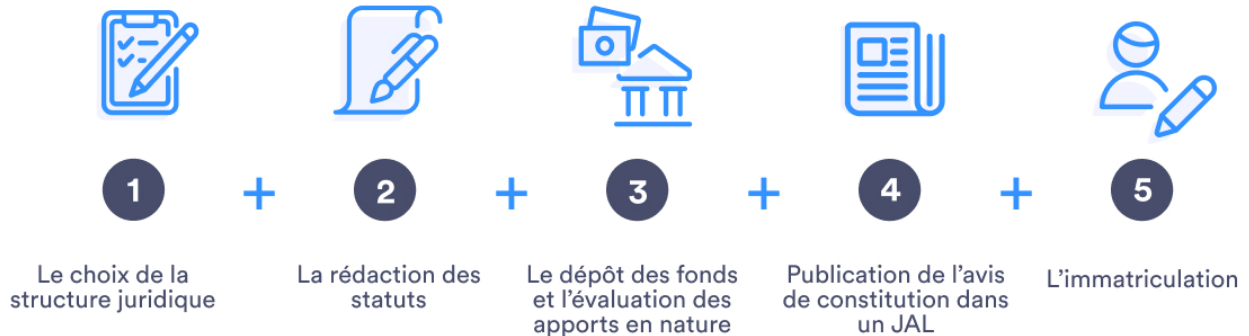 1 + 2 + 3 + 4 + 5
Le choix de la
structure juridique
La rédaction des
statuts
Le dépôt des fonds
et l'évaluation des
apports en nature
Publication de l'avis
de constitution dans
un JAL
L'immatriculation